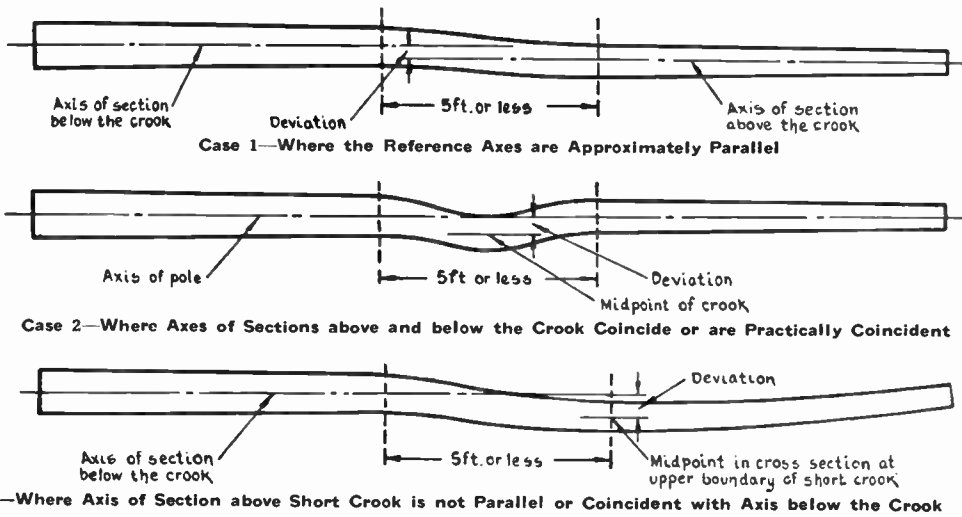 Axis of section
below the crook
Deviation
5ft. or less
Axis of section
above the crook
Case 1—Where the Reference Axes are Approximately Parallel
Axis of pole
5ft or less
Deviation
Midpoint of crook
Case 2—Where Axes of Sections above and below the Crook Coincide or are Practically Coincident
Deviation
Axis of section
below the crook
5ft. or less
Midpoint in cross section at
upper boundary of short crook
—Where Axis of Section above Short Crook is not Parallel or Coincident with Axis below the Crook